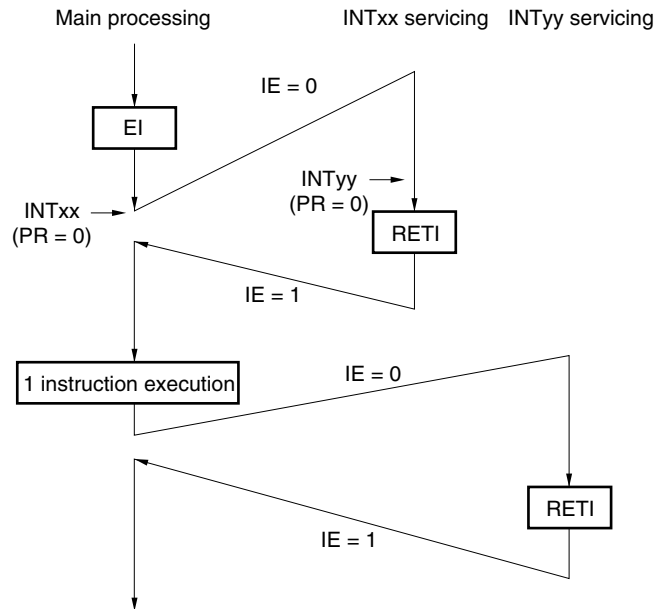 Main processing
INTxx servicing
INTyy servicing
IE = 0
EI
INTyy
(PR = 0)
INTxx
(PR = 0)
RETI
IE = 1
1 instruction execution
IE = 0
RETI
IE = 1